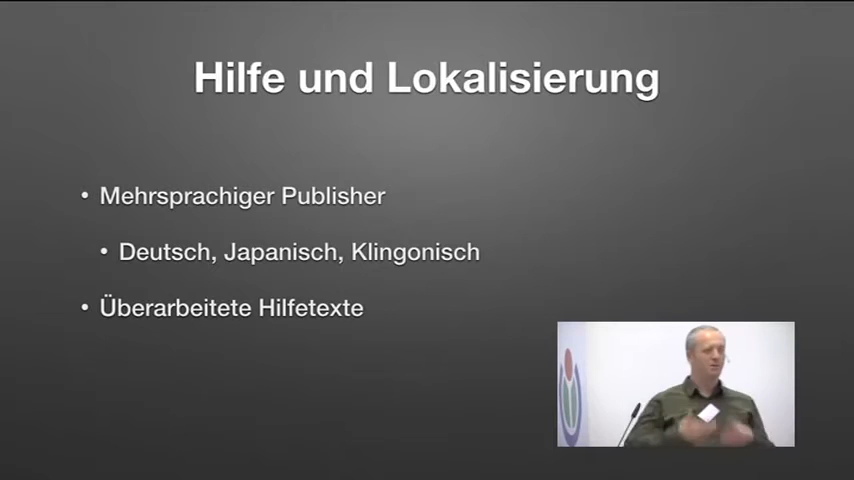 Hilfe und Lokalisierung
• Mehrsprachiger Publisher
• Deutsch, Japanisch, Klingonisch
• Überarbeitete Hilfetexte